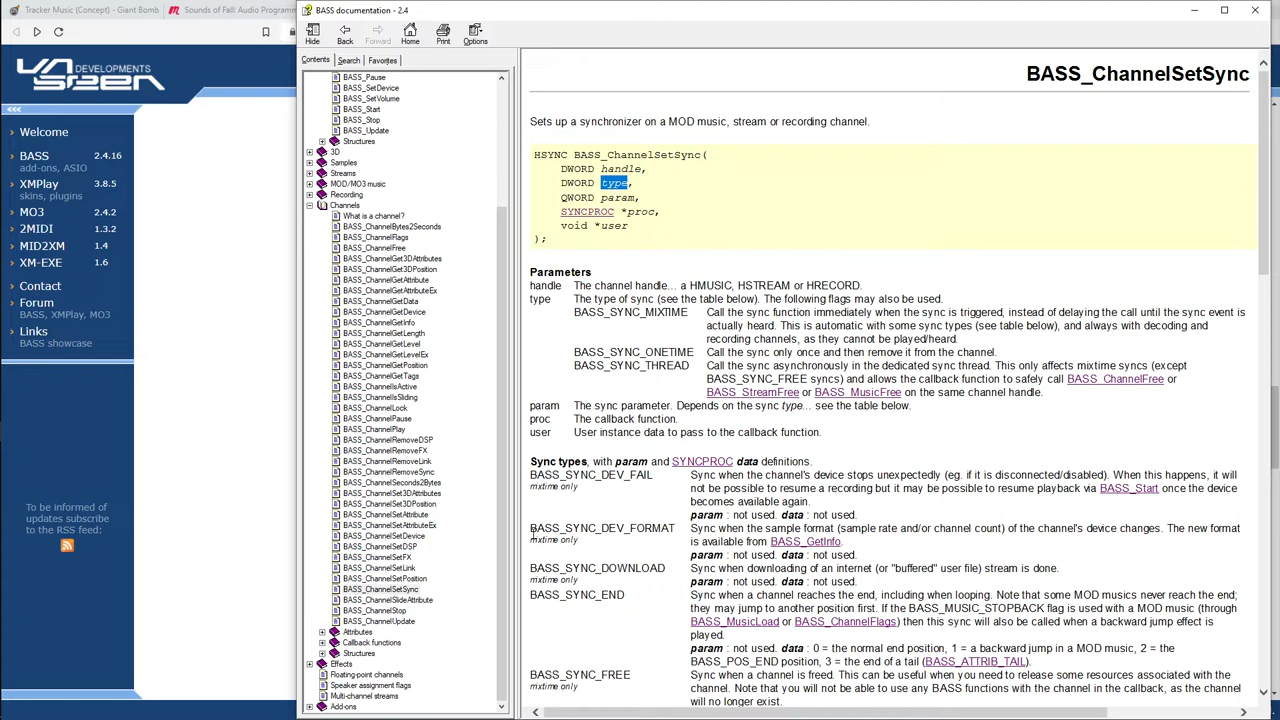 Tracker Music (Concept) - Giant Bomb
Sounds of Fall: Audio Programm
BASS documentation - 2.4
Hide
Back
Forward
Home
Print
Options
Contents
Search
Favorites
un4seen
DEVELOPMENTS
<<<
Welcome
BASS 2.4.16
add-ons, ASIO
XMPlay 3.8.5
skins, plugins
MO3 2.4.2
2MIDI 1.3.2
MID2XM 1.4
XM-EXE 1.6
Contact
Forum
BASS, XMPlay, MO3
Links
BASS showcase
To be informed of
updates subscribe
to the RSS feed:
BASS_Pause
BASS_SetDevice
BASS_SetVolume
BASS_Start
BASS_Stop
BASS_Update
Structures
3D
Samples
Streams
MOD/MO3 music
Recording
Channels
What is a channel?
BASS_ChannelBytes2Seconds
BASS_ChannelFlags
BASS_ChannelFree
BASS_ChannelGet3DAttributes
BASS_ChannelGet3DPosition
BASS_ChannelGetAttribute
BASS_ChannelGetAttributeEx
BASS_ChannelGetData
BASS_ChannelGetDevice
BASS_ChannelGetInfo
BASS_ChannelGetLength
BASS_ChannelGetLevel
BASS_ChannelGetLevelEx
BASS_ChannelGetPosition
BASS_ChannelGetTags
BASS_ChannelIsActive
BASS_ChannelIsSliding
BASS_ChannelLock
BASS_ChannelPause
BASS_ChannelPlay
BASS_ChannelRemoveDSP
BASS_ChannelRemoveFX
BASS_ChannelRemoveLink
BASS_ChannelRemoveSync
BASS_ChannelSeconds2Bytes
BASS_ChannelSet3DAttributes
BASS_ChannelSet3DPosition
BASS_ChannelSetAttribute
BASS_ChannelSetAttributeEx
BASS_ChannelSetDevice
BASS_ChannelSetDSP
BASS_ChannelSetFX
BASS_ChannelSetLink
BASS_ChannelSetPosition
BASS_ChannelSetSync
BASS_ChannelSlideAttribute
BASS_ChannelStop
BASS_ChannelUpdate
Attributes
Callback functions
Structures
Effects
Floating-point channels
Speaker assignment flags
Multi-channel streams
Add-ons
BASS_ChannelSetSync
Sets up a synchronizer on a MOD music, stream or recording channel.
HSYNC BASS_ChannelSetSync(
DWORD handle,
DWORD type,
QWORD param,
SYNCPROC *proc,
void *user
);
Parameters
handle The channel handle... a HMUSIC, HSTREAM or HRECORD.
type The type of sync (see the table below). The following flags may also be used.
BASS_SYNC_MIXTIME Call the sync function immediately when the sync is triggered, instead of delaying the call until the sync event is
actually heard. This is automatic with some sync types (see table below), and always with decoding and
recording channels, as they cannot be played/heard.
BASS_SYNC_ONETIME Call the sync only once and then remove it from the channel.
BASS_SYNC_THREAD Call the sync asynchronously in the dedicated sync thread. This only affects mixtime syncs (except
BASS_SYNC_FREE syncs) and allows the callback function to safely call BASS_ChannelFree or
BASS_StreamFree or BASS_MusicFree on the same channel handle.
param The sync parameter. Depends on the sync type... see the table below.
proc The callback function.
user User instance data to pass to the callback function.
Sync types, with param and SYNCPROC data definitions.
BASS_SYNC_DEV_FAIL Sync when the channel's device stops unexpectedly (eg. if it is disconnected/disabled). When this happens, it will
mixtime only not be possible to resume a recording but it may be possible to resume playback via BASS_Start once the device
becomes available again.
param : not used. data : not used.
BASS_SYNC_DEV_FORMAT Sync when the sample format (sample rate and/or channel count) of the channel's device changes. The new format
mixtime only is available from BASS_GetInfo.
param : not used. data : not used.
BASS_SYNC_DOWNLOAD Sync when downloading of an internet (or "buffered" user file) stream is done.
mixtime only param : not used. data : not used.
BASS_SYNC_END Sync when a channel reaches the end, including when looping. Note that some MOD musics never reach the end;
they may jump to another position first. If the BASS_MUSIC_STOPBACK flag is used with a MOD music (through
BASS_MusicLoad or BASS_ChannelFlags) then this sync will also be called when a backward jump effect is
played.
param : not used. data : 0 = the normal end position, 1 = a backward jump in a MOD music, 2 = the
BASS_POS_END position, 3 = the end of a tail (BASS_ATTRIB_TAIL).
BASS_SYNC_FREE Sync when a channel is freed. This can be useful when you need to release some resources associated with the
mixtime only channel. Note that you will not be able to use any BASS functions with the channel in the callback, as the channel
will no longer exist.